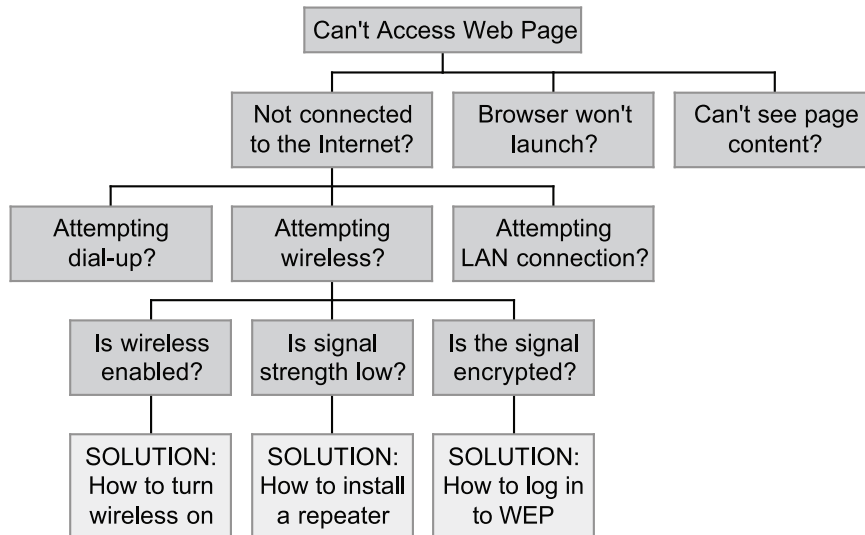 Can't Access Web Page
Not connected
to the Internet?
Browser won't
launch?
Can't see page
content?
Attempting
dial-up?
Attempting
wireless?
Attempting
LAN connection?
Is wireless
enabled?
Is signal
strength low?
Is the signal
encrypted?
SOLUTION:
How to turn
wireless on
SOLUTION:
How to install
a repeater
SOLUTION:
How to log in
to WEP